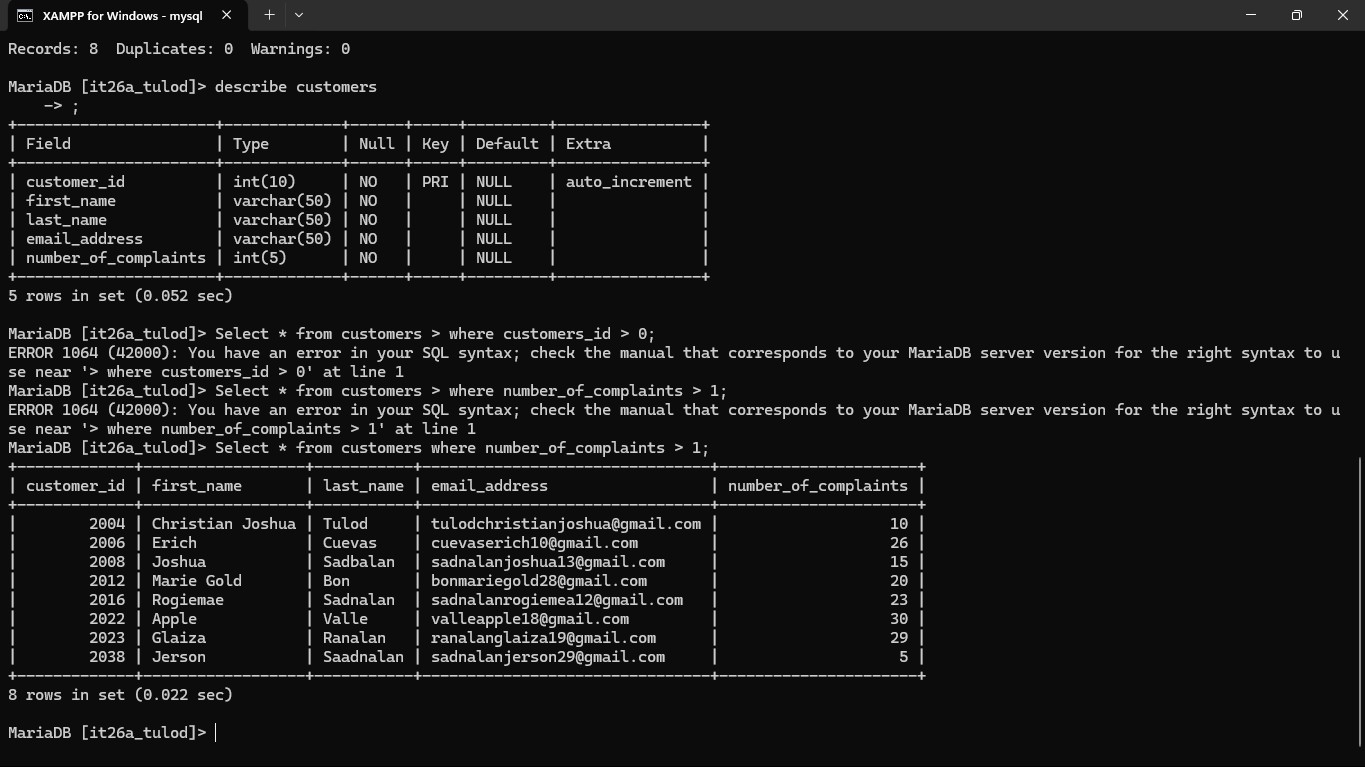 XAMPP for Windows - mysql
Records: 8  Duplicates: 0  Warnings: 0
MariaDB [it26a_tulod]> describe customers
    -> ;
+-----------------------+-------------+------+-----+---------+----------------+
| Field                 | Type        | Null | Key | Default | Extra          |
+-----------------------+-------------+------+-----+---------+----------------+
| customer_id           | int(10)     | NO   | PRI | NULL    | auto_increment |
| first_name            | varchar(50) | NO   |     | NULL    |                |
| last_name             | varchar(50) | NO   |     | NULL    |                |
| email_address         | varchar(50) | NO   |     | NULL    |                |
| number_of_complaints | int(5)      | NO   |     | NULL    |                |
+-----------------------+-------------+------+-----+---------+----------------+
5 rows in set (0.052 sec)
MariaDB [it26a_tulod]> Select * from customers > where customers_id > 0;
ERROR 1064 (42000): You have an error in your SQL syntax; check the manual that corresponds to your MariaDB server version for the right syntax to u
se near '> where customers_id > 0' at line 1
MariaDB [it26a_tulod]> Select * from customers > where number_of_complaints > 1;
ERROR 1064 (42000): You have an error in your SQL syntax; check the manual that corresponds to your MariaDB server version for the right syntax to u
se near '> where number_of_complaints > 1' at line 1
MariaDB [it26a_tulod]> Select * from customers where number_of_complaints > 1;
+-------------+------------------+-----------+--------------------------------+----------------------+
| customer_id | first_name       | last_name | email_address                  | number_of_complaints |
+-------------+------------------+-----------+--------------------------------+----------------------+
|        2004 | Christian Joshua | Tulod     | tulodchristianjoshua@gmail.com |                   10 |
|        2006 | Erich            | Cuevas    | cuevaserich10@gmail.com        |                   26 |
|        2008 | Joshua           | Sadbalan  | sadnalanjoshua13@gmail.com     |                   15 |
|        2012 | Marie Gold       | Bon       | bonmariegold28@gmail.com       |                   20 |
|        2016 | Rogiemae         | Sadnalan  | sadnalanrogiemea12@gmail.com   |                   23 |
|        2022 | Apple            | Valle     | valleapple18@gmail.com         |                   30 |
|        2023 | Glaiza           | Ranalan   | ranalanglaiza19@gmail.com      |                   29 |
|        2038 | Jerson           | Saadnalan | sadnalanjerson29@gmail.com     |                    5 |
+-------------+------------------+-----------+--------------------------------+----------------------+
8 rows in set (0.022 sec)
MariaDB [it26a_tulod]>